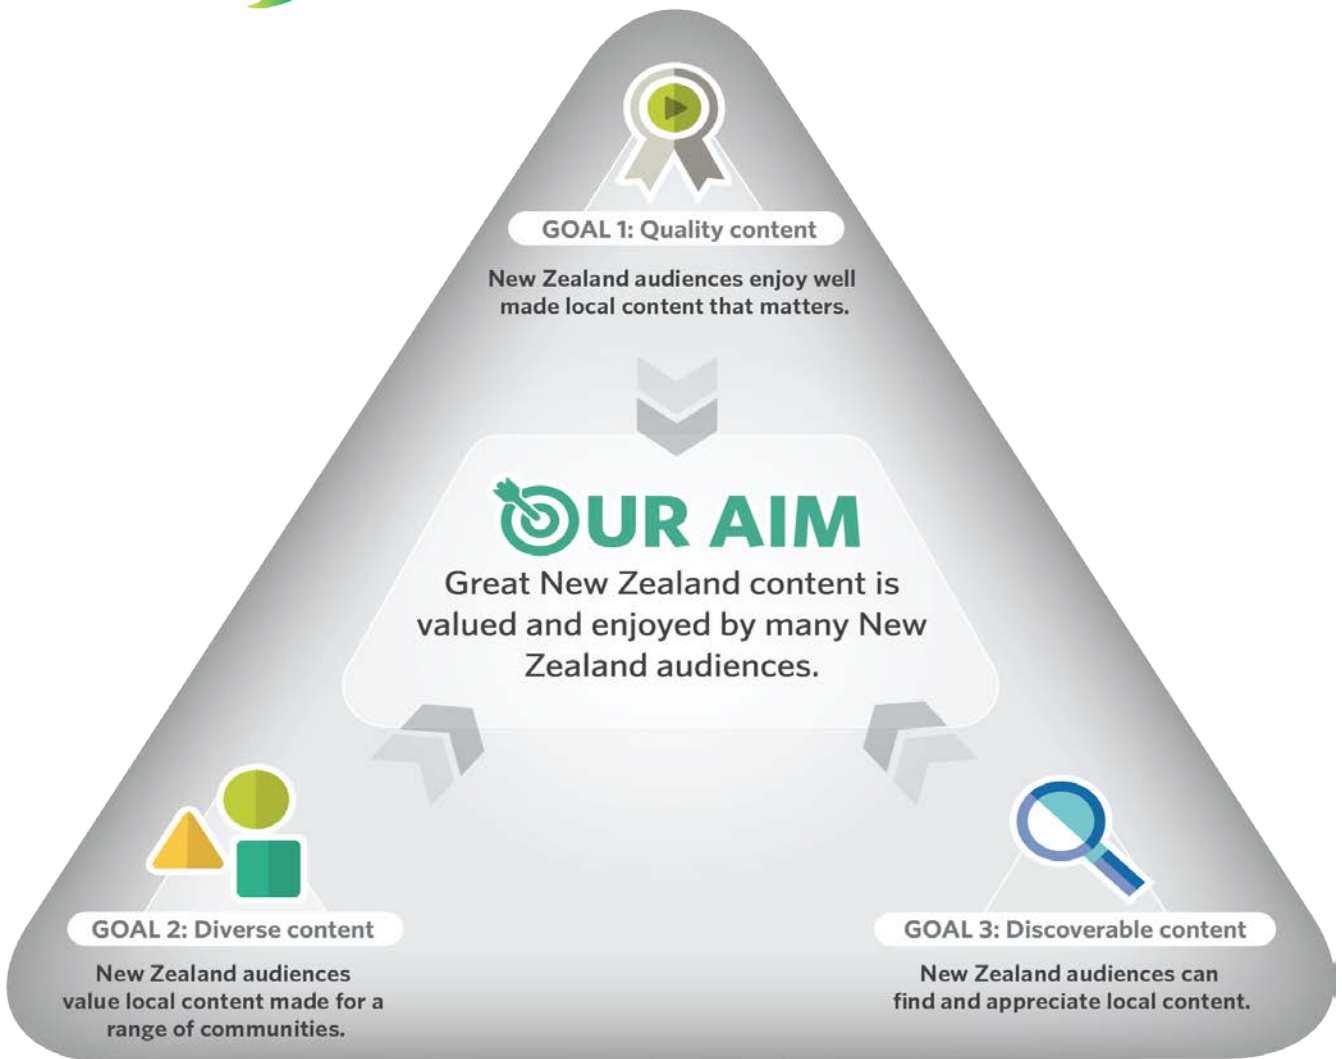 GOAL 1: Quality content
New Zealand audiences enjoy well
made local content that matters.
OUR AIM
Great New Zealand content is
valued and enjoyed by many New
Zealand audiences.
GOAL 2: Diverse content
New Zealand audiences
value local content made for a
range of communities.
GOAL 3: Discoverable content
New Zealand audiences can
find and appreciate local content.